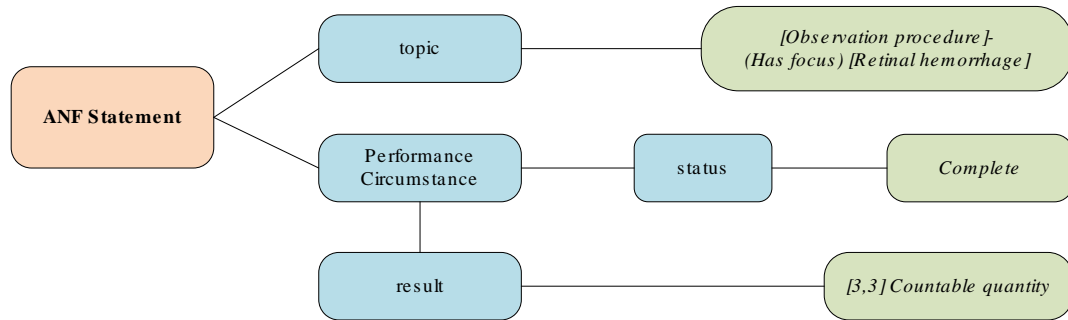 topic
[Observation procedure]-
(Has focus) [Retinal hemorrhage]
ANF Statement
Performance
Circumstance
status
Complete
result
[3,3] Countable quantity